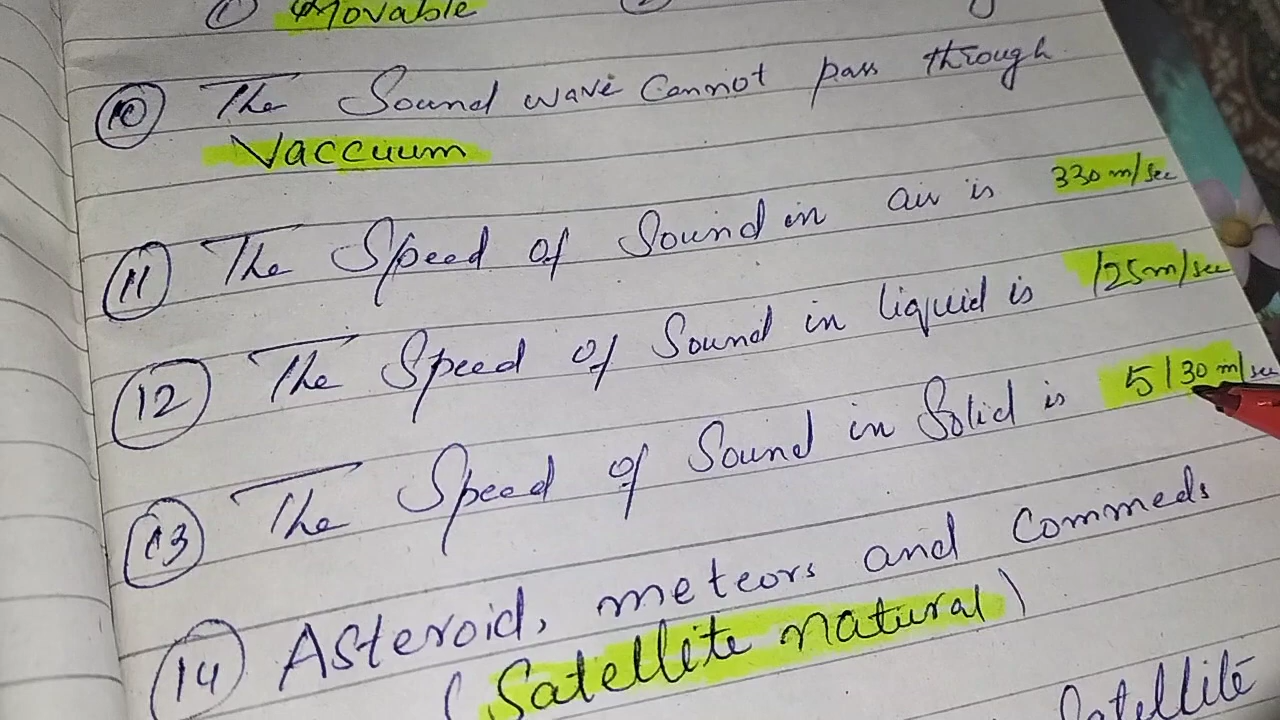 Movable
10 The Sound wave Cannot pass through
Vaccuum
11 The Speed of Sound in air is 330 m/sec
12 The Speed of Sound in liquid is 125m/sec
13 The Speed of Sound in Solid is 5130 m/sec
14 Asteroid, meteors and Commeds
(Satellite natural)
Satellite